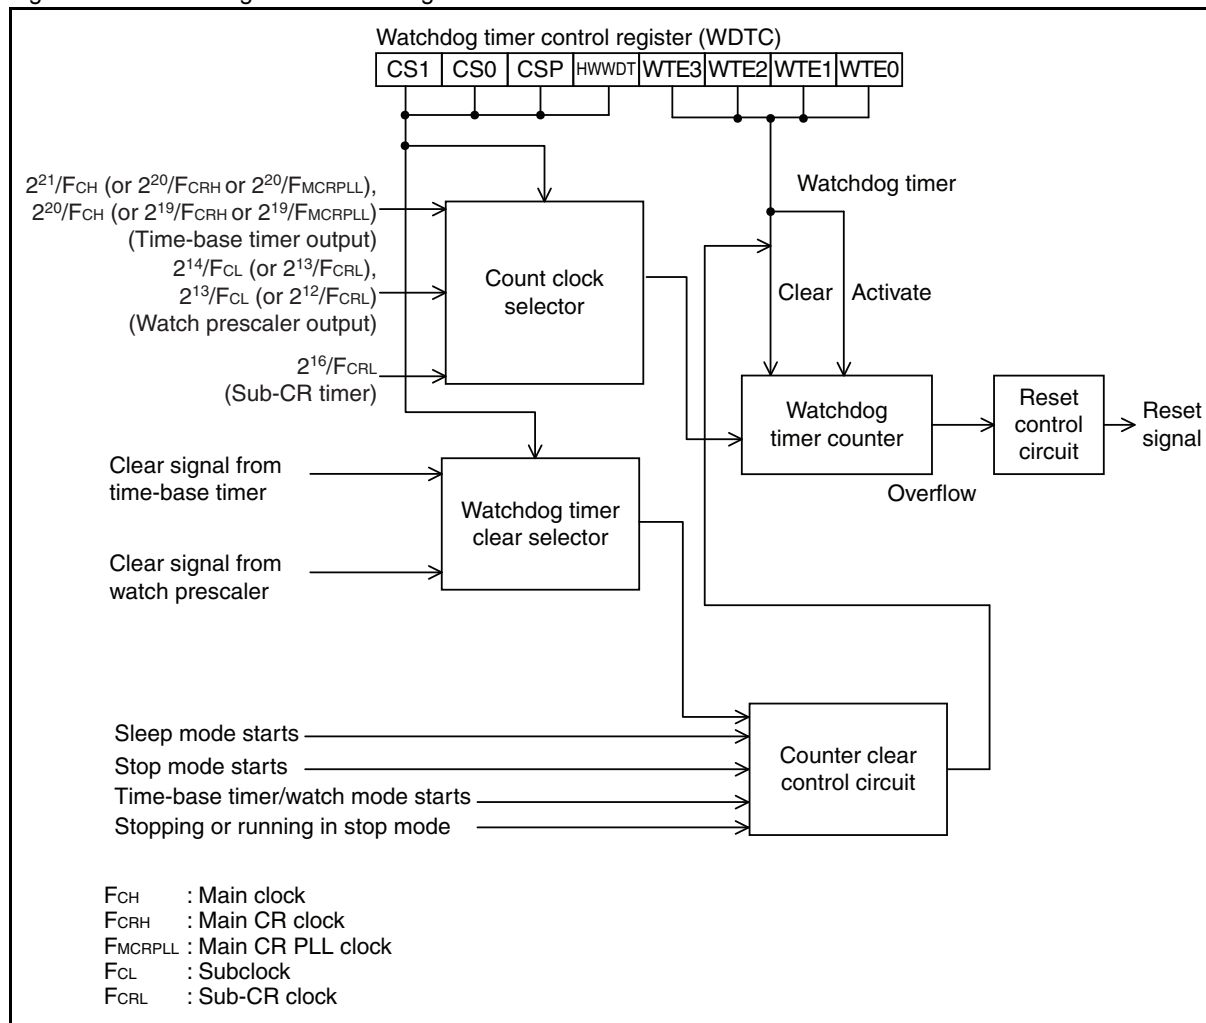 Watchdog timer control register (WDTC)
CS1 CS0 CSP HWWDT WTE3 WTE2 WTE1 WTE0
2²¹/FCH (or 2²⁰/FCRH or 2²⁰/FMCRPLL),
2²⁰/FCH (or 2¹⁹/FCRH or 2¹⁹/FMCRPLL)
(Time-base timer output)
2¹⁴/FCL (or 2¹³/FCRL),
2¹³/FCL (or 2¹²/FCRL)
(Watch prescaler output)
2¹⁶/FCRL
(Sub-CR timer)
Count clock
selector
Watchdog timer
Clear Activate
Watchdog
timer counter
Reset
control
circuit
Reset
signal
Overflow
Clear signal from
time-base timer
Clear signal from
watch prescaler
Watchdog timer
clear selector
Sleep mode starts
Stop mode starts
Time-base timer/watch mode starts
Stopping or running in stop mode
Counter clear
control circuit
FCH : Main clock
FCRH : Main CR clock
FMCRPLL : Main CR PLL clock
FCL : Subclock
FCRL : Sub-CR clock